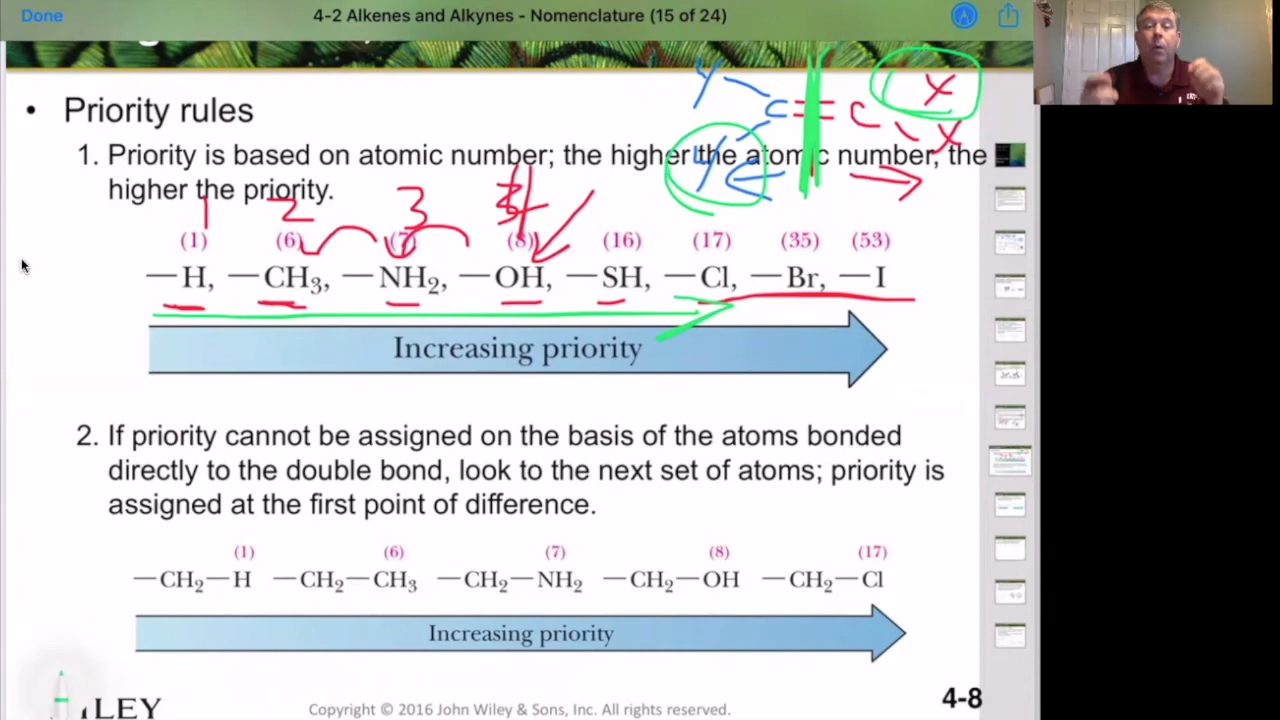 Done
4-2 Alkenes and Alkynes - Nomenclature (15 of 24)
• Priority rules
Y C = C X
Y X
1. Priority is based on atomic number; the higher the atomic number, the
higher the priority.
1 2 3
(1) (6) (7) (8) (16) (17) (35) (53)
—H, —CH₃, —NH₂, —OH, —SH, —Cl, —Br, —I
Increasing priority
2. If priority cannot be assigned on the basis of the atoms bonded
directly to the double bond, look to the next set of atoms; priority is
assigned at the first point of difference.
(1) (6) (7) (8) (17)
—CH₂—H —CH₂—CH₃ —CH₂—NH₂ —CH₂—OH —CH₂—Cl
Increasing priority
ILEY
Copyright © 2016 John Wiley & Sons, Inc. All rights reserved.
4-8